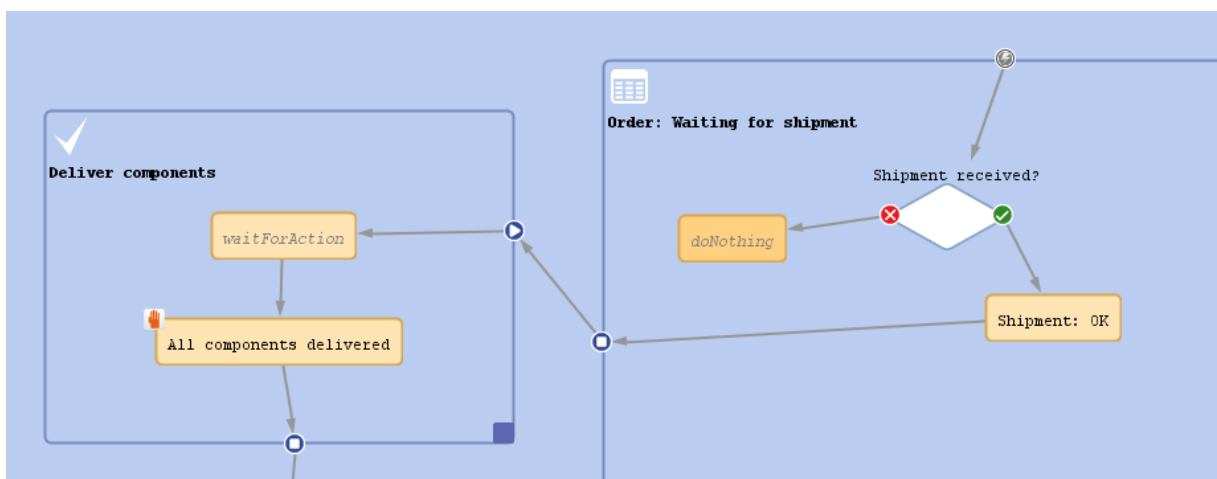 Order: Waiting for shipment
Deliver components
Shipment received?
waitForAction
doNothing
All components delivered
Shipment: OK